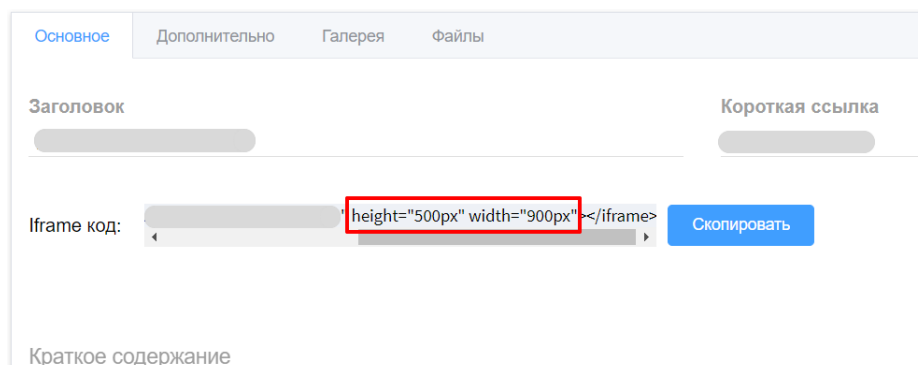 Основное Дополнительно Галерея Файлы
Заголовок Короткая ссылка
Iframe код: " height="500px" width="900px"></iframe> Скопировать
Краткое содержание